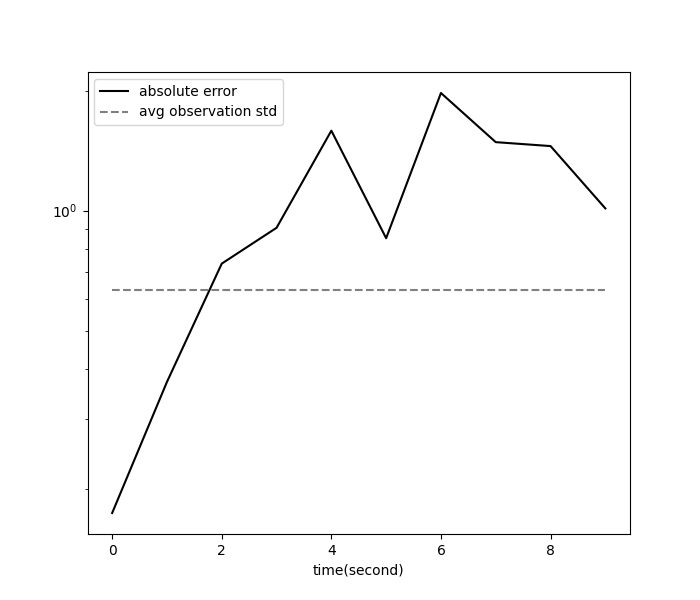 absolute error
avg observation std
10⁰
0 2 4 6 8
time(second)